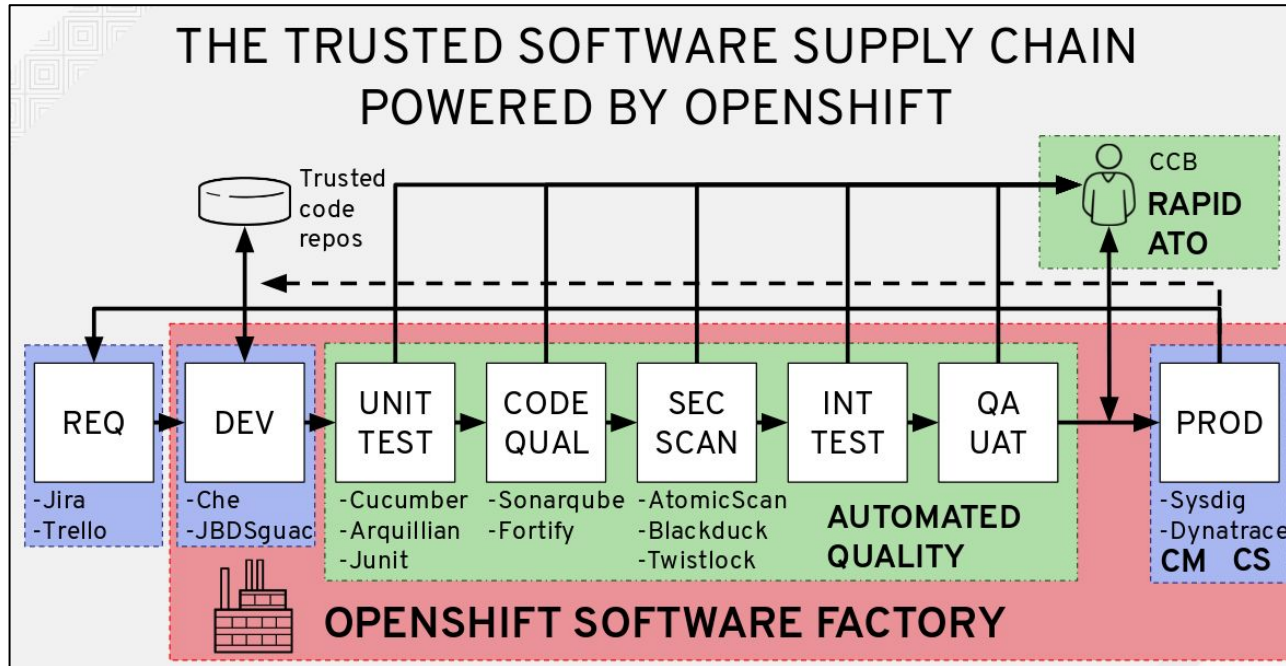 THE TRUSTED SOFTWARE SUPPLY CHAIN
POWERED BY OPENSHIFT
Trusted
code
repos
CCB
RAPID
ATO
REQ
-Jira
-Trello
DEV
-Che
-JBDSguac
UNIT
TEST
-Cucumber
-Arquillian
-Junit
CODE
QUAL
-Sonarqube
-Fortify
SEC
SCAN
-AtomicScan
-Blackduck
-Twistlock
INT
TEST
QA
UAT
AUTOMATED
QUALITY
PROD
-Sysdig
-Dynatrace
CM CS
OPENSHIFT SOFTWARE FACTORY